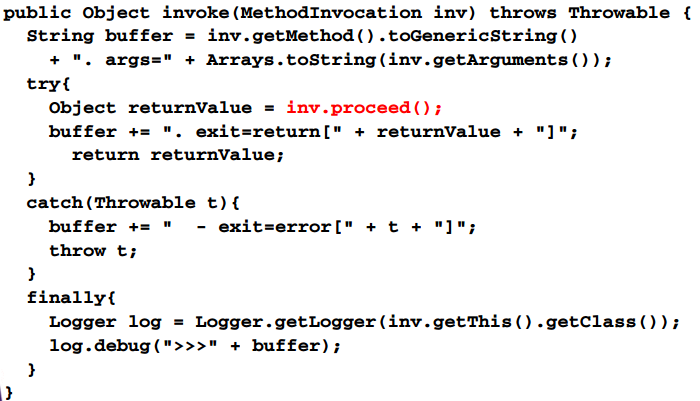 public Object invoke(MethodInvocation inv) throws Throwable {
String buffer = inv.getMethod().toGenericString()
+ ". args=" + Arrays.toString(inv.getArguments());
try{
Object returnValue = inv.proceed();
buffer += ". exit=return[" + returnValue + "]";
return returnValue;
}
catch(Throwable t){
buffer += "  - exit=error[" + t + "]";
throw t;
}
finally{
Logger log = Logger.getLogger(inv.getThis().getClass());
log.debug(">>>" + buffer);
}
}